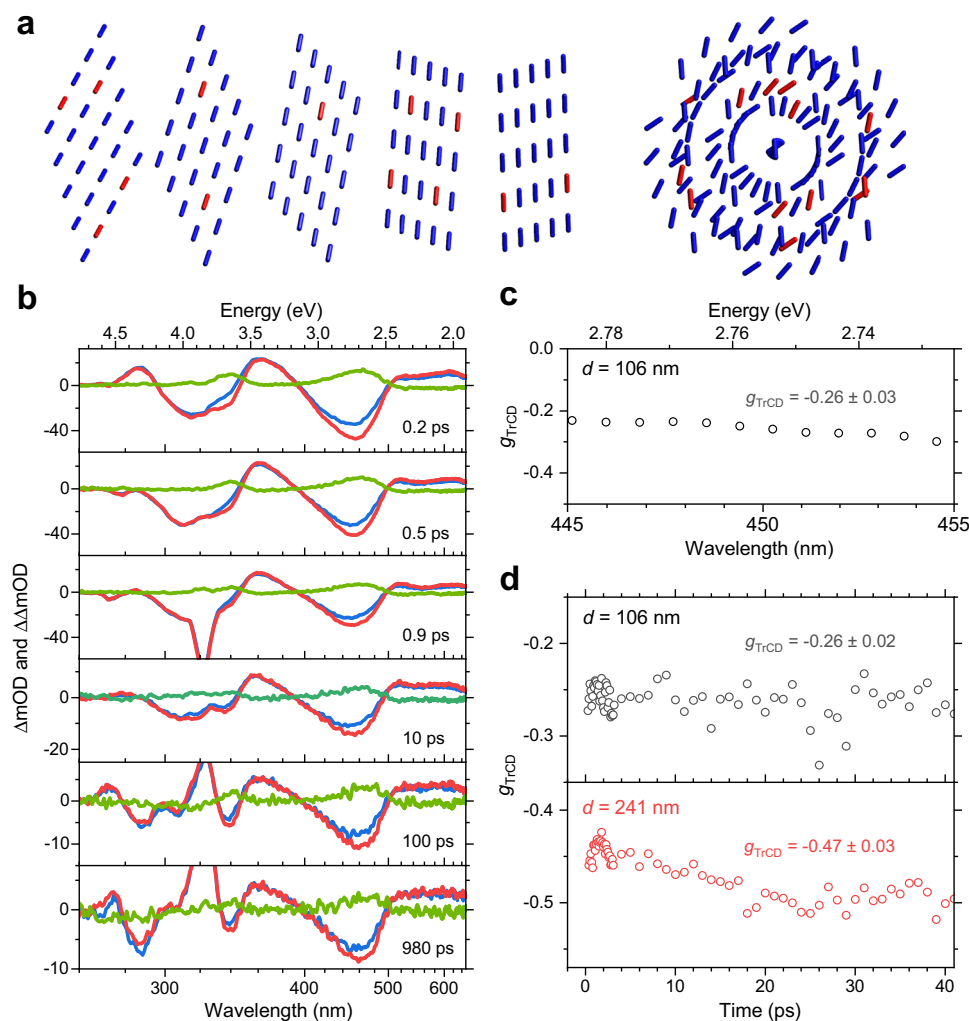 a
b
Energy (eV)
4.5 4.0 3.5 3.0 2.5 2.0
0
-40
0.2 ps
0
-40
0.5 ps
0
-40
0.9 ps
0
-20
10 ps
0
-10
100 ps
0
-10
980 ps
ΔmOD and ΔΔmOD
300 400 500 600
Wavelength (nm)
c
Energy (eV)
2.78 2.76 2.74
0.0
-0.2
-0.4
gTrCD
d = 106 nm
gTrCD = -0.26 ± 0.03
445 450 455
Wavelength (nm)
d
-0.2
-0.3
-0.4
-0.5
gTrCD
d = 106 nm
gTrCD = -0.26 ± 0.02
d = 241 nm
gTrCD = -0.47 ± 0.03
0 10 20 30 40
Time (ps)